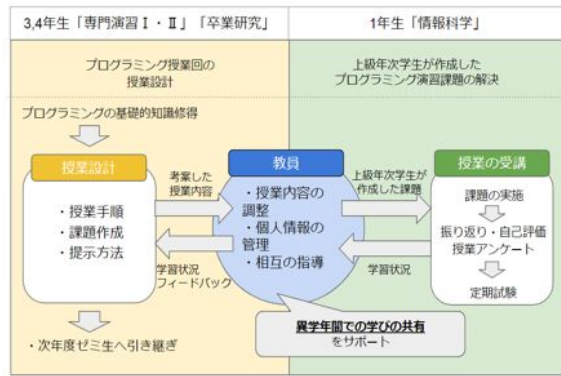 3,4年生「専門演習Ⅰ・Ⅱ」「卒業研究」
1年生「情報科学」
プログラミング授業回の
授業設計
上級年次学生が作成した
プログラミング演習課題の解決
プログラミングの基礎的知識修得
授業設計
・授業手順
・課題作成
・提示方法
考案した
授業内容
学習状況
フィードバッグ
教員
・授業内容の
調整
・個人情報の
管理
・相互の指導
上級年次学生が
作成した課題
学習状況
授業の受講
課題の実施
振り返り・自己評価
授業アンケート
定期試験
・次年度ゼミ生へ引き継ぎ
異学年間での学びの共有
をサポート